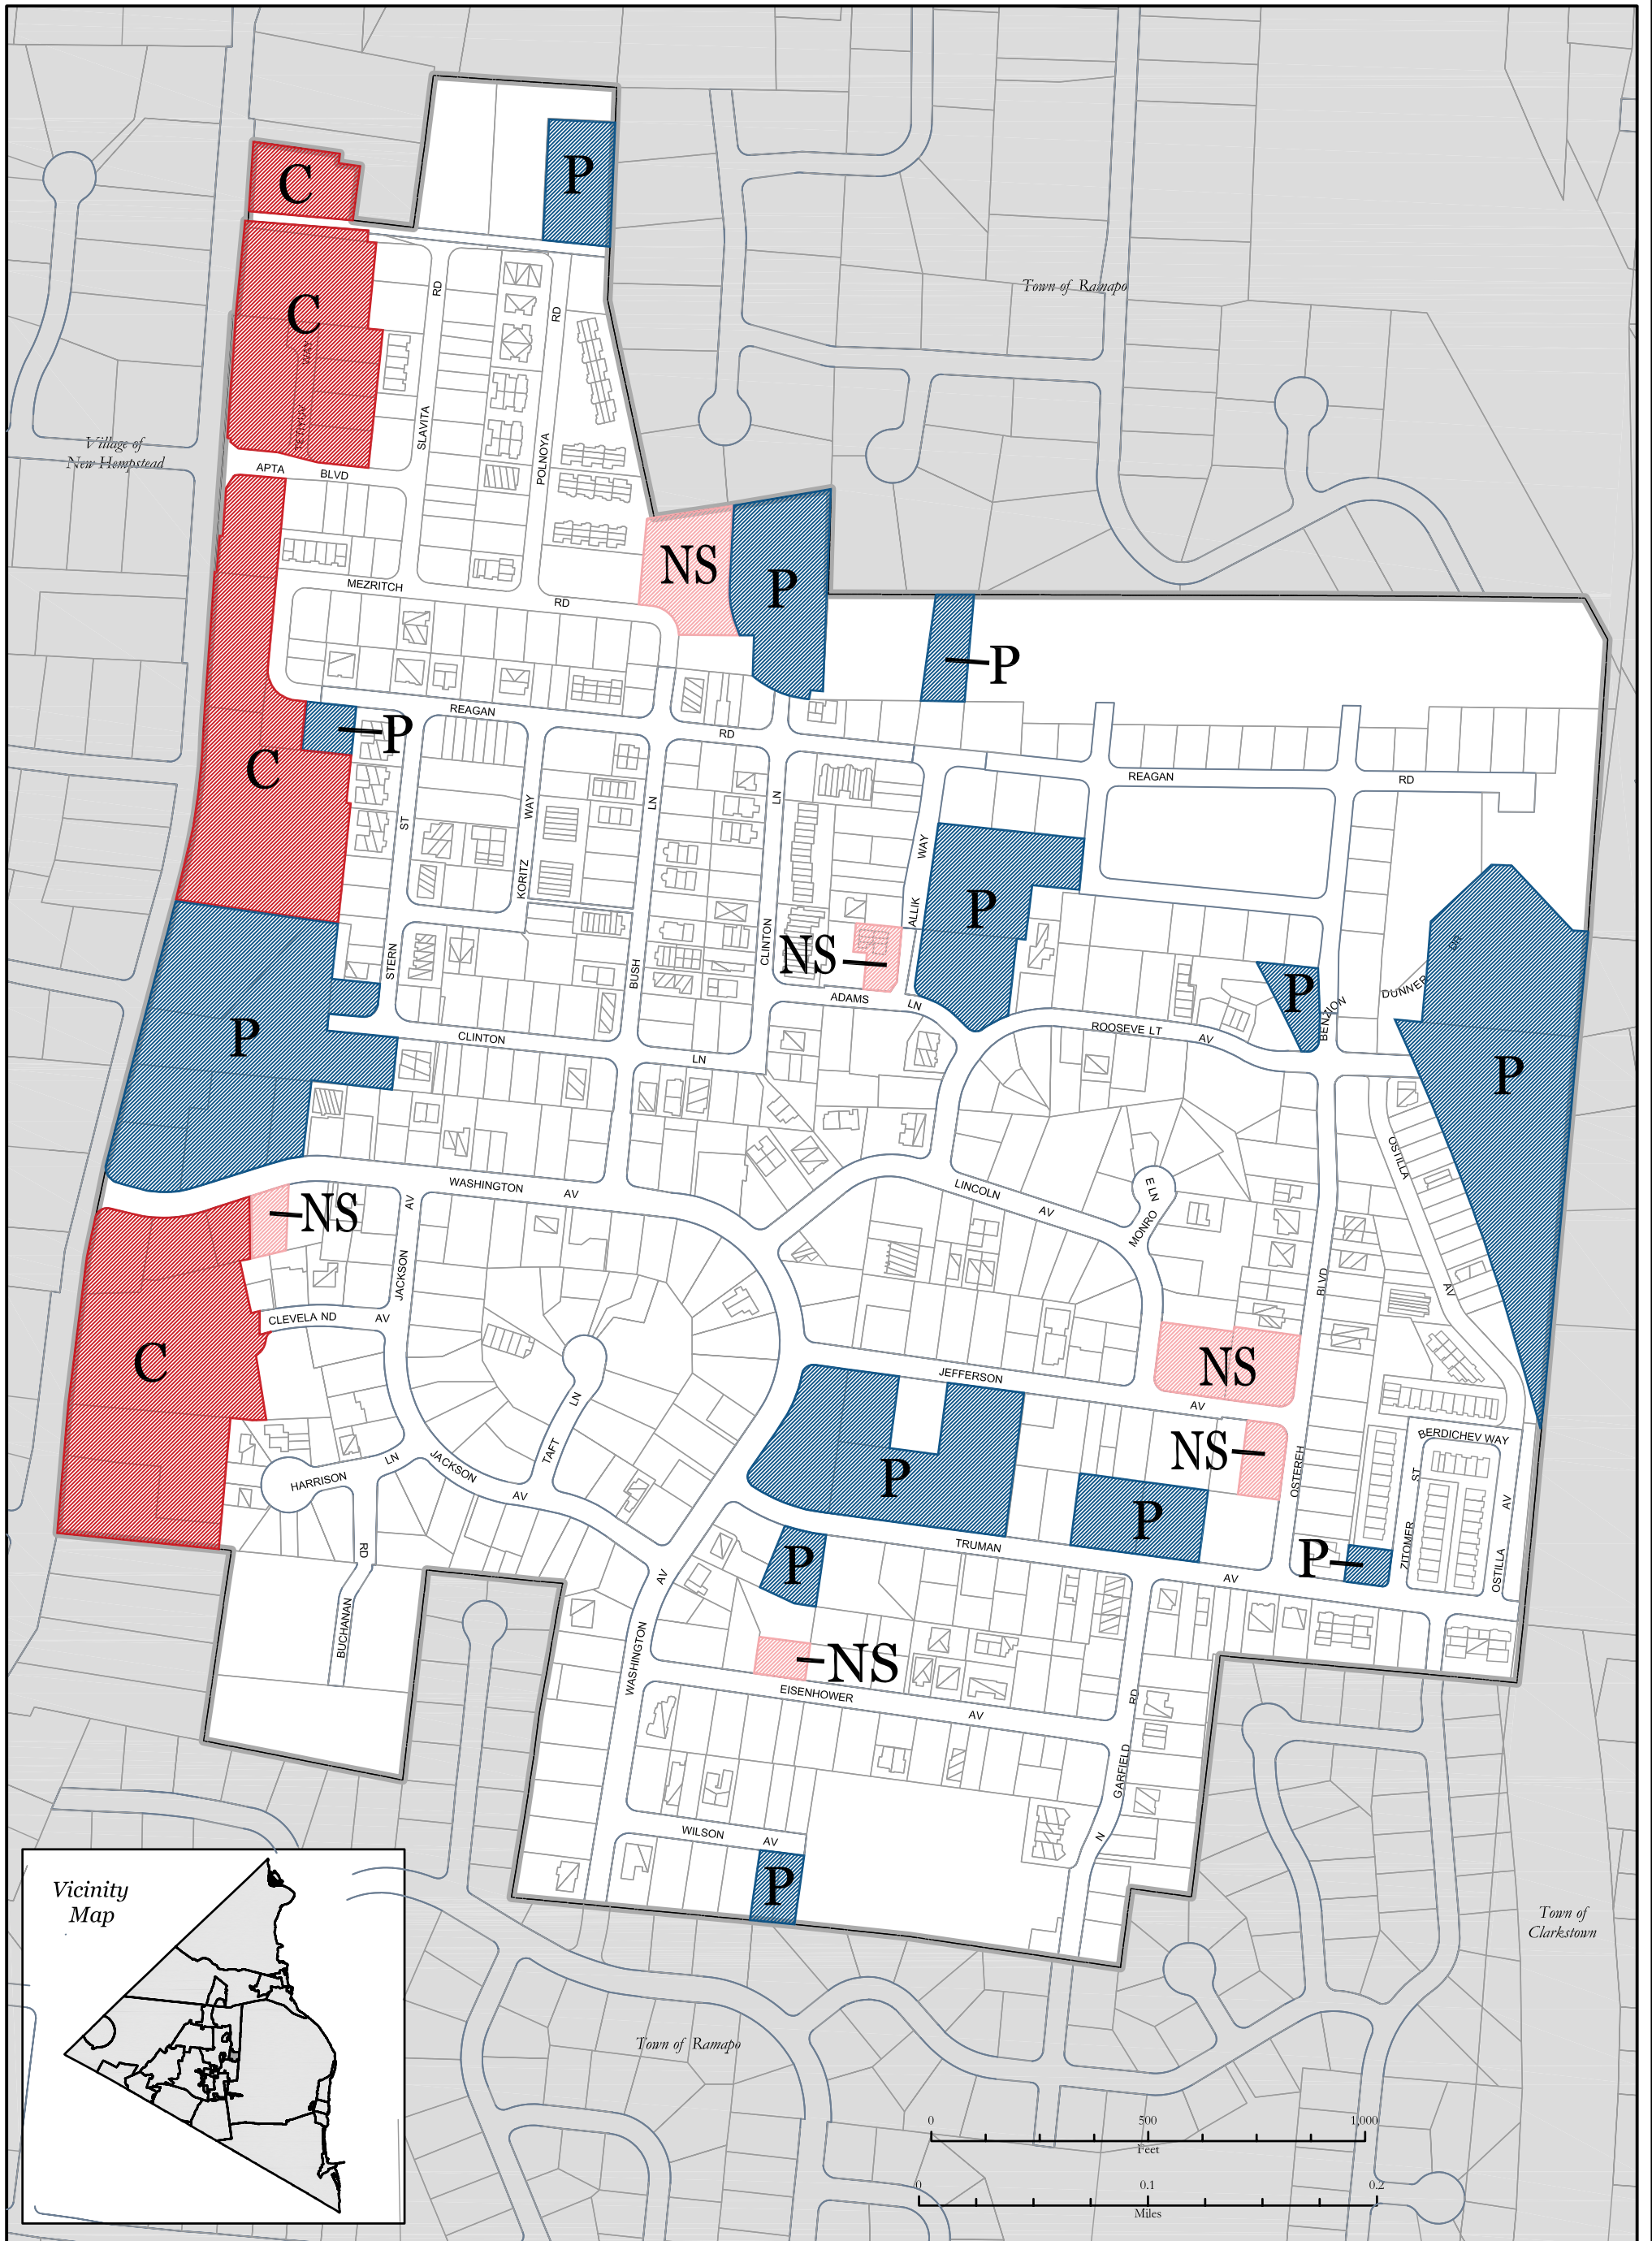 C
P
C
TETIYIV WAY
RD
RD
Town of Ramapo
Village of
New Hempstead
SLAVITA
POLNOYA
APTA BLVD
NS
P
MEZRITCH RD
P
P
REAGAN RD
C
REAGAN RD
ST
WAY
LN
LN
WAY
KORITZ
P
ALLIK
NS
CLINTON
DR
STERN
BUSH
P
DUNNER
BENZION
ADAMS LN
P
CLINTON LN
ROOSEVE LT AV
P
OSTILLA
WASHINGTON AV
LINCOLN AV
E LN
MONRO
NS
AV
JACKSON
BLVD
AV
CLEVELA ND AV
C
JEFFERSON AV
NS
NS
LN
TAFT
BERDICHEV WAY
HARRISON LN
JACKSON AV
P
P
OSTEREH
ST
AV
TRUMAN AV
P
P
ZITOMER
OSTILLA
RD
BUCHANAN
AV
WASHINGTON
NS
EISENHOWER AV
RD
GARFIELD
N
WILSON AV
P
Vicinity
Map
Town of
Clarkstown
Town of Ramapo
0 500 1,000
Feet
0 0.1 0.2
Miles